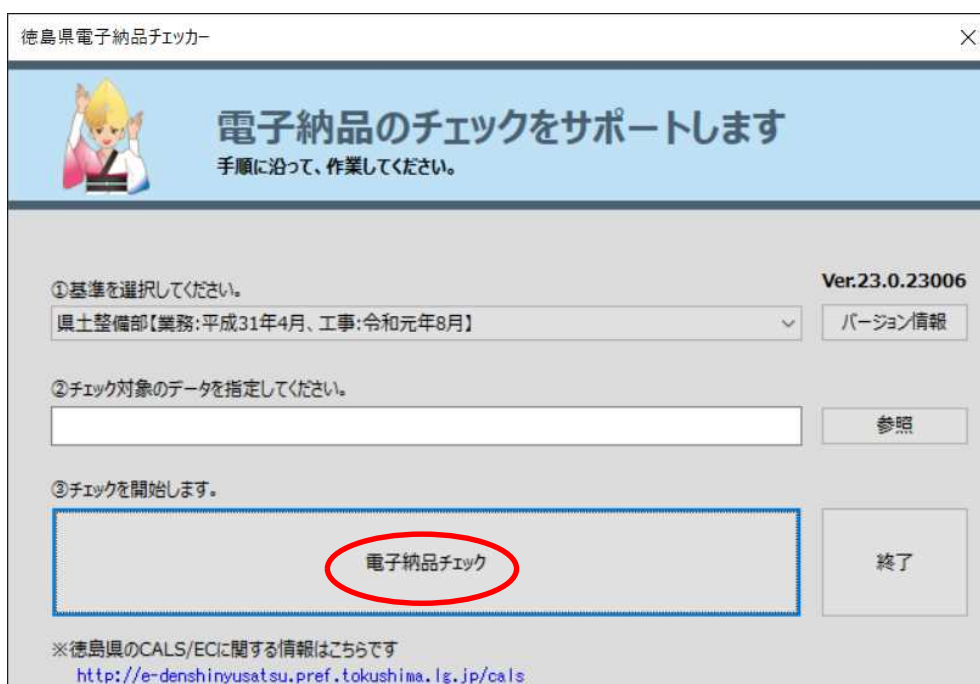 徳島県電子納品チェッカー
電子納品のチェックをサポートします
手順に沿って、作業してください。
Ver.23.0.23006
①基準を選択してください。
県土整備部【業務:平成31年4月、工事:令和元年8月】
バージョン情報
②チェック対象のデータを指定してください。
参照
③チェックを開始します。
電子納品チェック
終了
※徳島県のCALS/ECに関する情報はこちらです
http://e-denshinyusatsu.pref.tokushima.lg.jp/cals